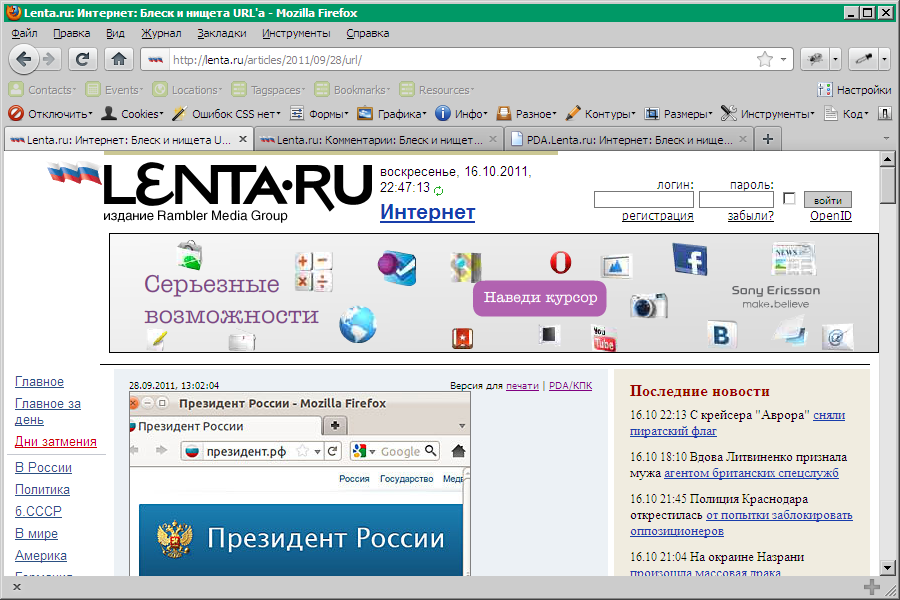 Lenta.ru: Интернет: Блеск и нищета URL'а - Mozilla Firefox
Файл Правка Вид Журнал Закладки Инструменты Справка
http://lenta.ru/articles/2011/09/28/url/
Contacts Events Locations Tagspaces Bookmarks Resources Настройки
Отключить Cookies Ошибок CSS нет Формы Графика Инфо Разное Контуры Размеры Инструменты Код
Lenta.ru: Интернет: Блеск и нищета U... Lenta.ru: Комментарии: Блеск и нищет... PDA.Lenta.ru: Интернет: Блеск и нище...
LENTA·RU
издание Rambler Media Group
воскресенье, 16.10.2011,
22:47:13
Интернет
логин: пароль:
войти
регистрация забыли? OpenID
Серьезные
возможности
Наведи курсор
NEWS
Sony Ericsson
make.believe
You
Tube
f
B
Главное
Главное за
день
Дни затмения
В России
Политика
б.СССР
В мире
Америка
Германия
28.09.2011, 13:02:04 Версия для печати | PDA/КПК
Президент России - Mozilla Firefox
Президент России
президент.рф Google
Россия Государство Мед
Президент России
Последние новости
16.10 22:13 С крейсера "Аврора" сняли
пиратский флаг
16.10 18:10 Вдова Литвиненко признала
мужа агентом британских спецслужб
16.10 21:45 Полиция Краснодара
открестилась от попытки заблокировать
оппозиционеров
16.10 21:04 На окраине Назрани
произошла массовая драка